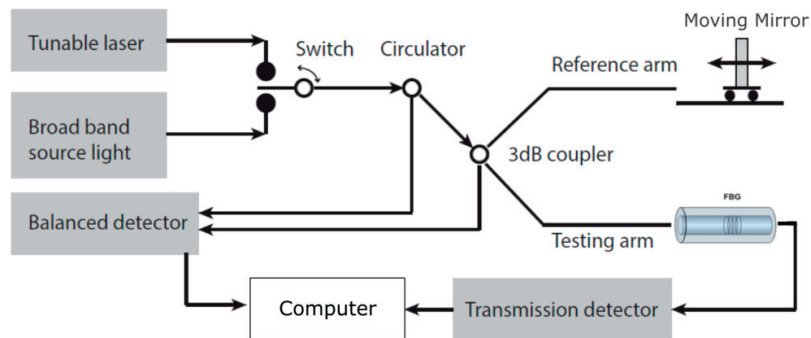 Moving Mirror
Tunable laser
Switch
Circulator
Reference arm
Broad band
source light
3dB coupler
FBG
Balanced detector
Testing arm
Computer
Transmission detector